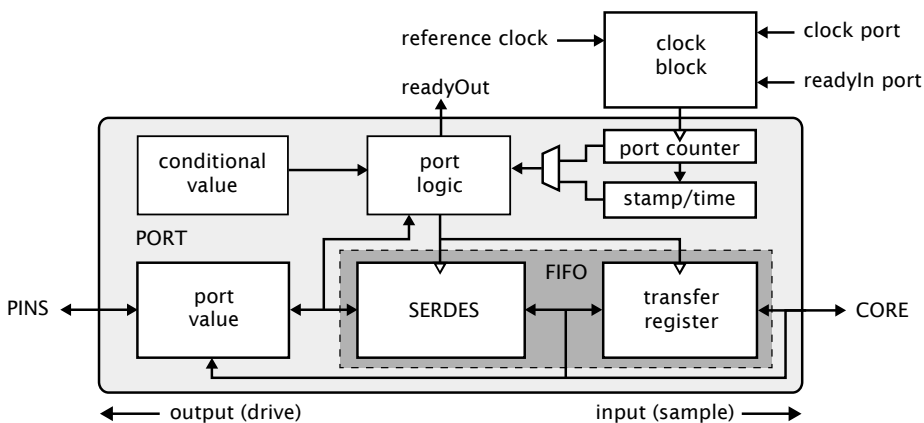 reference clock
clock
block
clock port
readyIn port
readyOut
conditional
value
port
logic
port counter
stamp/time
PORT
FIFO
PINS
port
value
SERDES
transfer
register
CORE
output (drive)
input (sample)